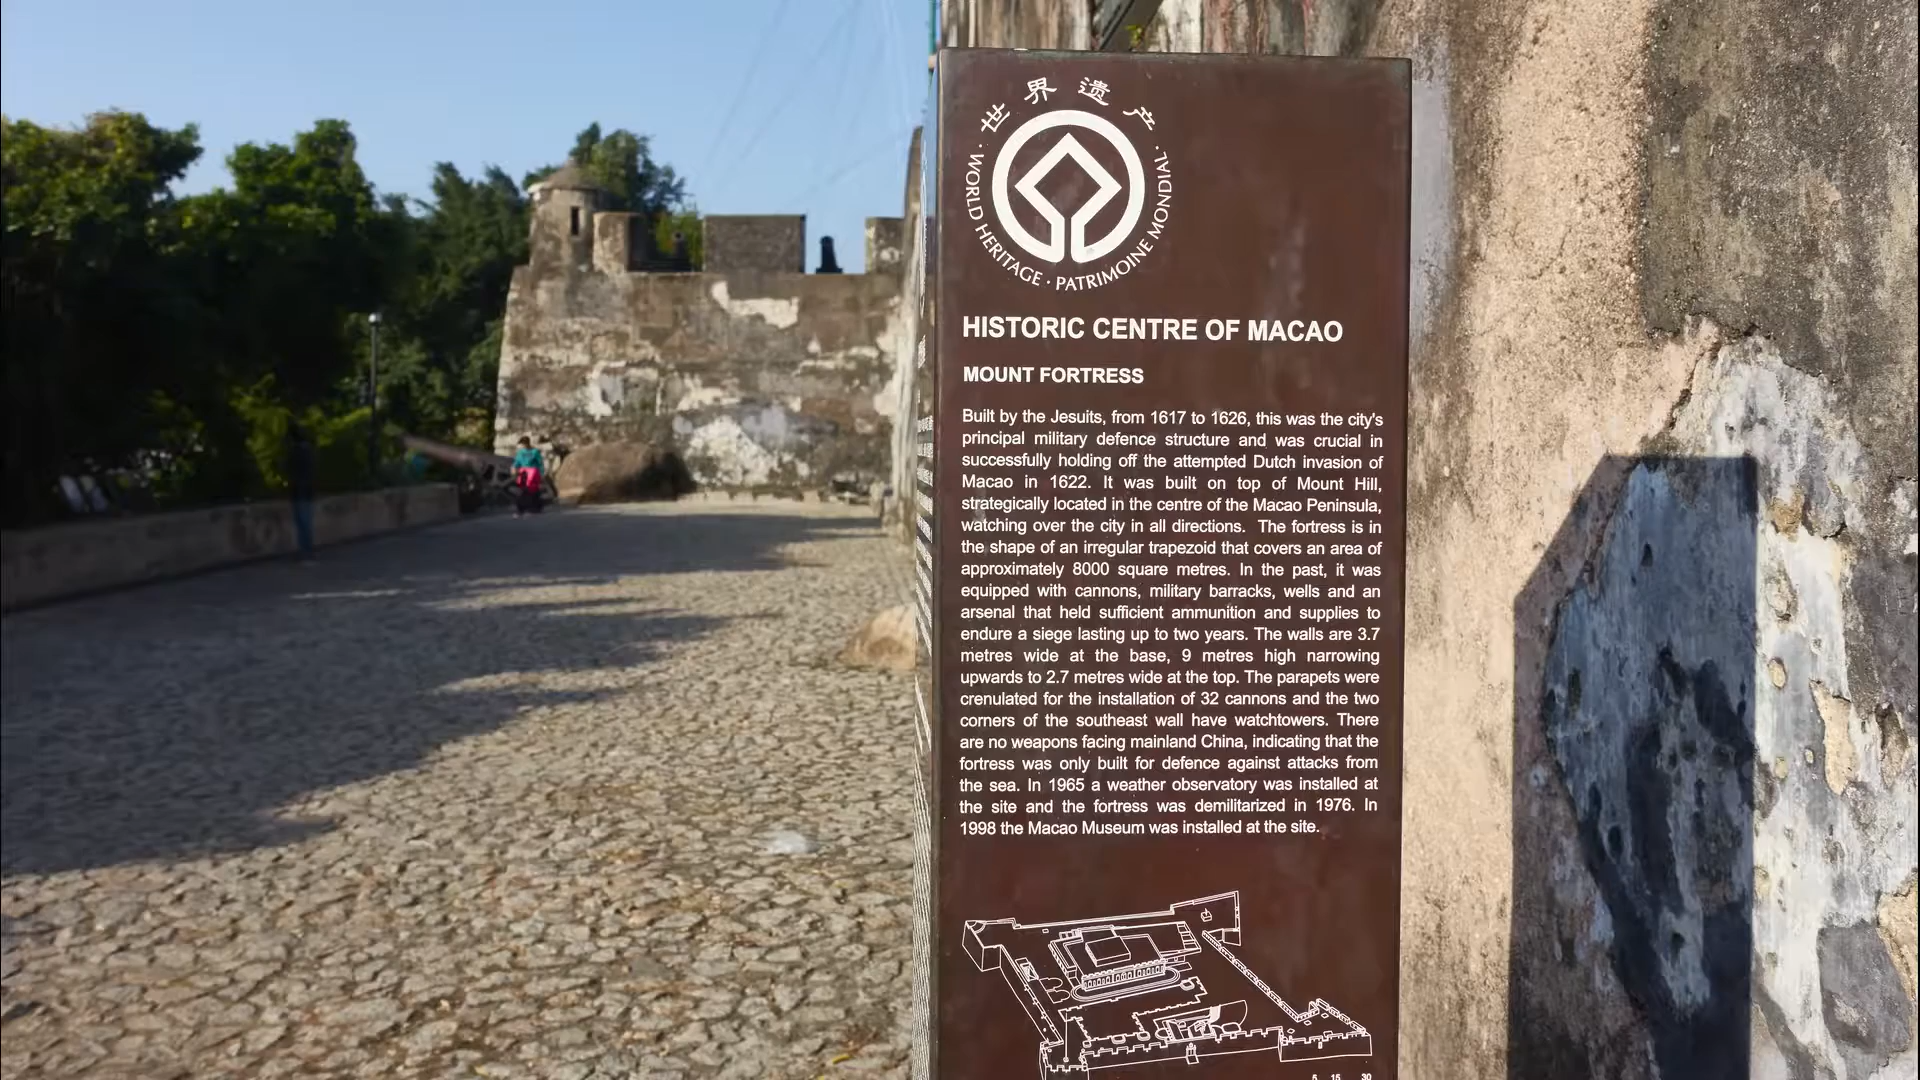 世界遗产
· WORLD HERITAGE · PATRIMOINE MONDIAL ·
HISTORIC CENTRE OF MACAO
MOUNT FORTRESS
Built by the Jesuits, from 1617 to 1626, this was the city's
principal military defence structure and was crucial in
successfully holding off the attempted Dutch invasion of
Macao in 1622. It was built on top of Mount Hill,
strategically located in the centre of the Macao Peninsula,
watching over the city in all directions. The fortress is in
the shape of an irregular trapezoid that covers an area of
approximately 8000 square metres. In the past, it was
equipped with cannons, military barracks, wells and an
arsenal that held sufficient ammunition and supplies to
endure a siege lasting up to two years. The walls are 3.7
metres wide at the base, 9 metres high narrowing
upwards to 2.7 metres wide at the top. The parapets were
crenulated for the installation of 32 cannons and the two
corners of the southeast wall have watchtowers. There
are no weapons facing mainland China, indicating that the
fortress was only built for defence against attacks from
the sea. In 1965 a weather observatory was installed at
the site and the fortress was demilitarized in 1976. In
1998 the Macao Museum was installed at the site.
5 15 30